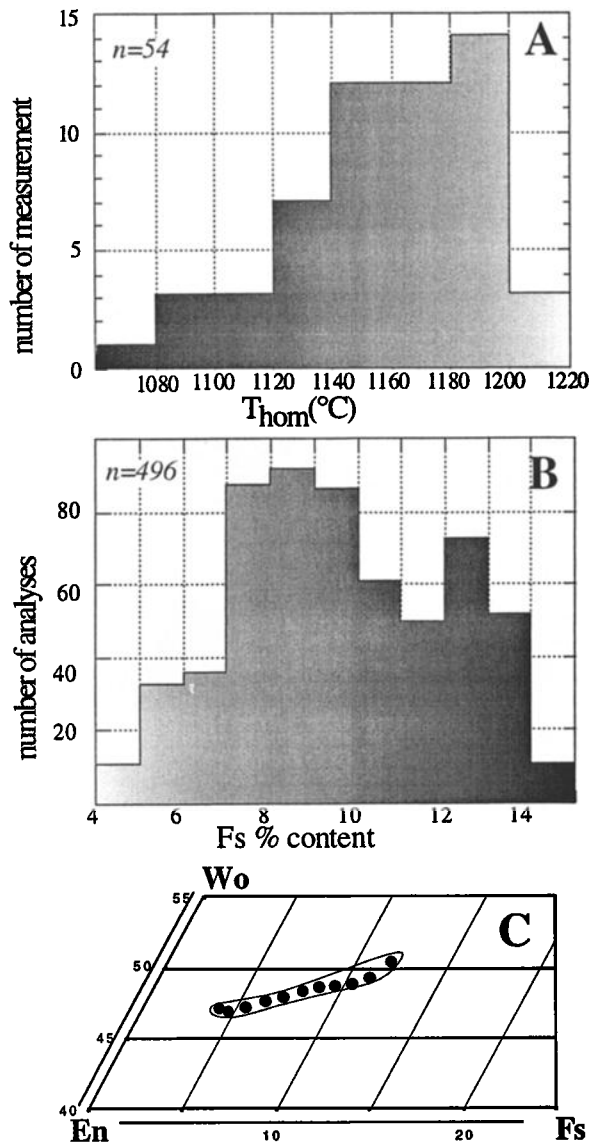 15
n=54
A
10
5
0
number of measurement
1080 1100 1120 1140 1160 1180 1200 1220
Thom(°C)
n=496
B
80
60
40
20
number of analyses
4 6 8 10 12 14
Fs % content
Wo
55
C
50
45
40
En
10
20
Fs